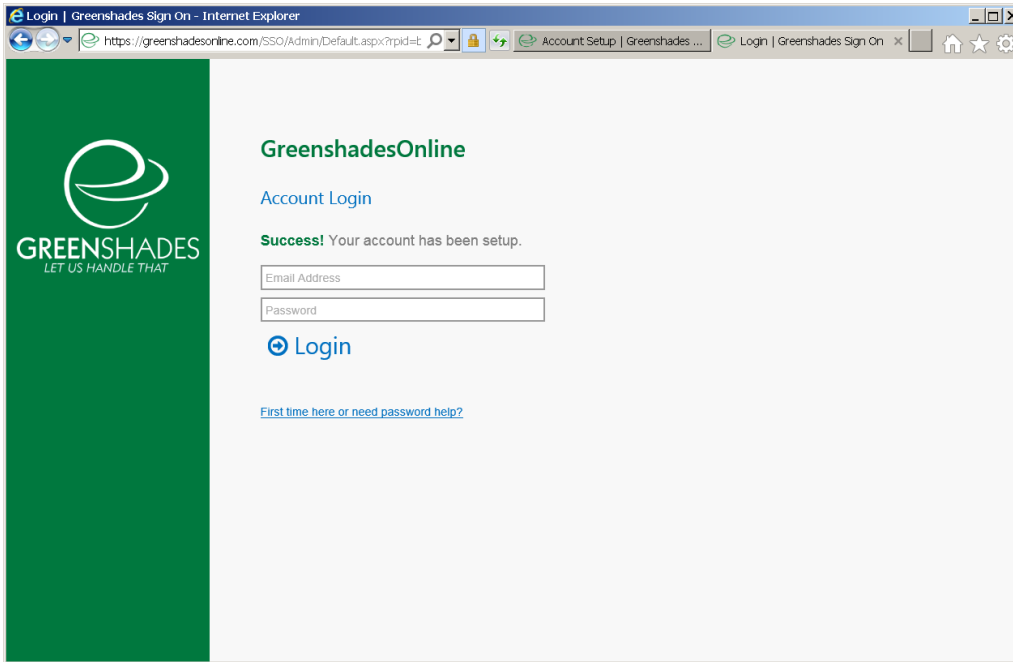 Login | Greenshades Sign On - Internet Explorer
https://greenshadesonline.com/SSO/Admin/Default.aspx?rpid=
Account Setup | Greenshades ...
Login | Greenshades Sign On
GREENSHADES
LET US HANDLE THAT
GreenshadesOnline
Account Login
Success! Your account has been setup.
Email Address
Password
Login
First time here or need password help?